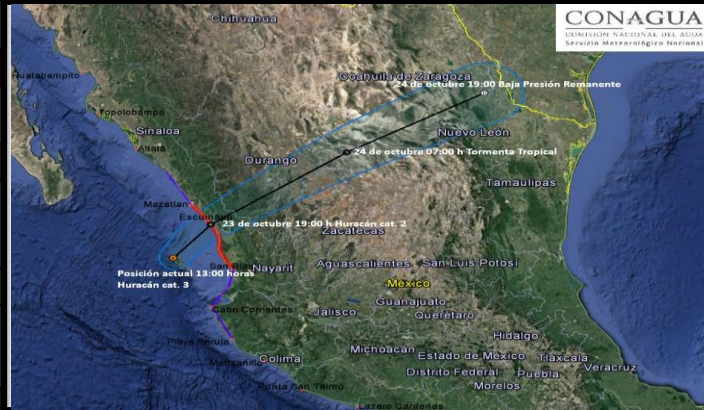 CONAGUA
COMISIÓN NACIONAL DEL AGUA
Servicio Meteorológico Nacional
Chihuahua
Huatabampito
Coahuila de Zaragoza
24 de octubre 19:00 Baja Presión Remanente
Topolobampo
Sinaloa
Altata
Nuevo León
Durango
24 de octubre 07:00 h Tormenta Tropical
Tamaulipas
Mazatlan
Escuinapa
23 de octubre 19:00 h Huracán cat. 2
Zacatecas
San Blas
Nayarit
Aguascalientes
San Luis Potosí
Posición actual 13:00 horas
Huracán cat. 3
México
Guanajuato
Cabo Corrientes
Jalisco
Querétaro
Hidalgo
Playa Perula
Michoacán
Estado de México
Tlaxcala
Manzanillo
Colima
Veracruz
Distrito Federal
Puebla
Morelos
Punta San Telmo
Lazaro Cardenas